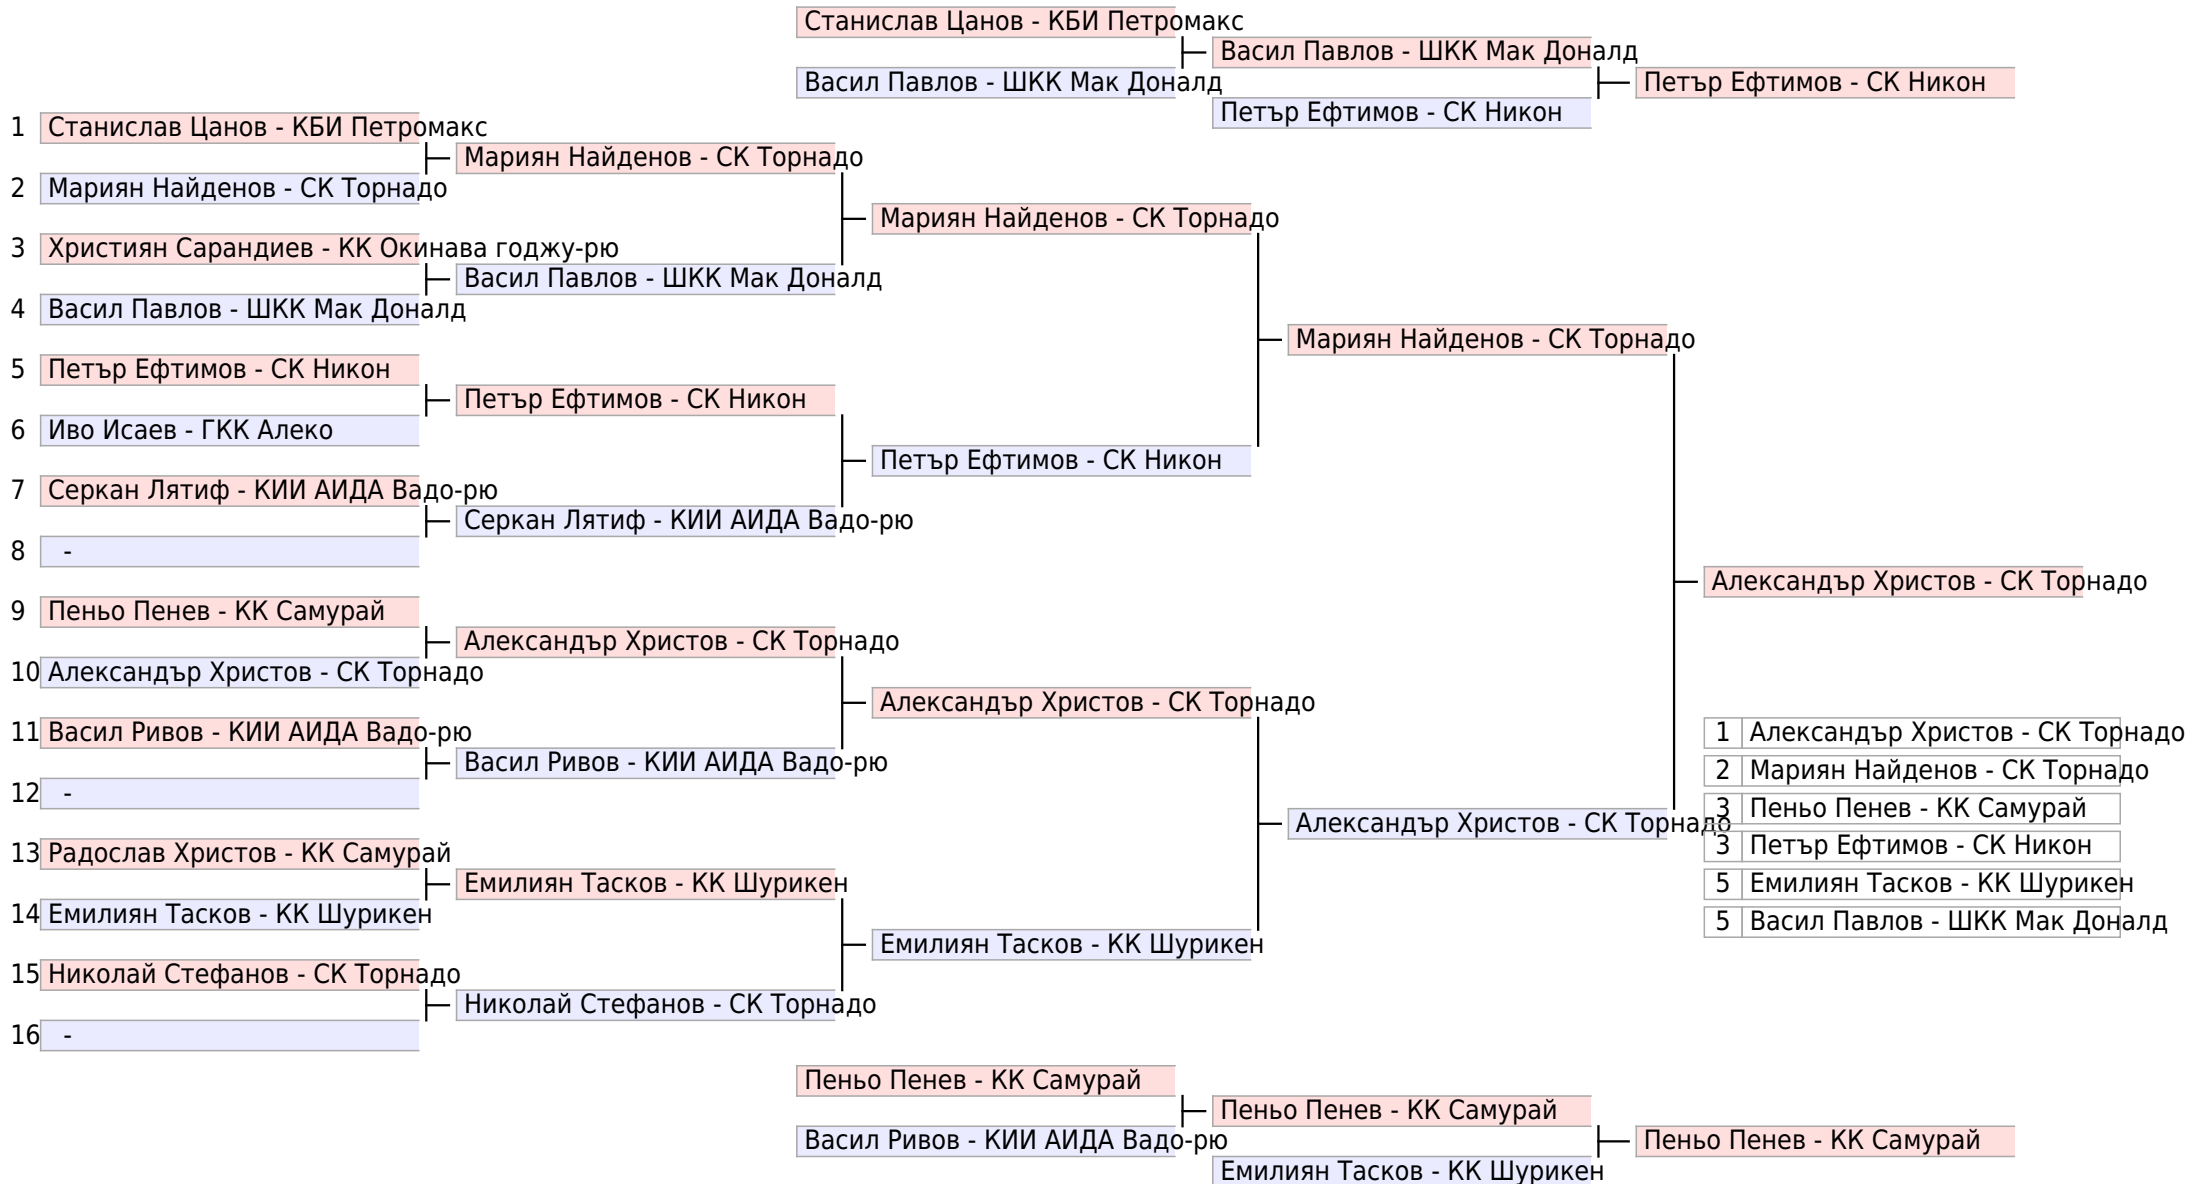 Станислав Цанов - КБИ Петромакс
Васил Павлов - ШКК Мак Доналд
Васил Павлов - ШКК Мак Доналд
Петър Ефтимов - СК Никон
Петър Ефтимов - СК Никон
1 Станислав Цанов - КБИ Петромакс
Мариян Найденов - СК Торнадо
2 Мариян Найденов - СК Торнадо
Мариян Найденов - СК Торнадо
3 Християн Сарандиев - КК Окинава годжу-рю
Васил Павлов - ШКК Мак Доналд
4 Васил Павлов - ШКК Мак Доналд
Мариян Найденов - СК Торнадо
5 Петър Ефтимов - СК Никон
Петър Ефтимов - СК Никон
6 Иво Исаев - ГКК Алеко
Петър Ефтимов - СК Никон
7 Серкан Лятиф - КИИ АИДА Вадо-рю
Серкан Лятиф - КИИ АИДА Вадо-рю
8 -
Александър Христов - СК Торнадо
9 Пеньо Пенев - КК Самурай
Александър Христов - СК Торнадо
10 Александър Христов - СК Торнадо
Александър Христов - СК Торнадо
11 Васил Ривов - КИИ АИДА Вадо-рю
Васил Ривов - КИИ АИДА Вадо-рю
12 -
Александър Христов - СК Торнадо
13 Радослав Христов - КК Самурай
Емилиян Тасков - КК Шурикен
14 Емилиян Тасков - КК Шурикен
Емилиян Тасков - КК Шурикен
15 Николай Стефанов - СК Торнадо
Николай Стефанов - СК Торнадо
16 -
1 Александър Христов - СК Торнадо
2 Мариян Найденов - СК Торнадо
3 Пеньо Пенев - КК Самурай
3 Петър Ефтимов - СК Никон
5 Емилиян Тасков - КК Шурикен
5 Васил Павлов - ШКК Мак Доналд
Пеньо Пенев - КК Самурай
Пеньо Пенев - КК Самурай
Васил Ривов - КИИ АИДА Вадо-рю
Пеньо Пенев - КК Самурай
Емилиян Тасков - КК Шурикен